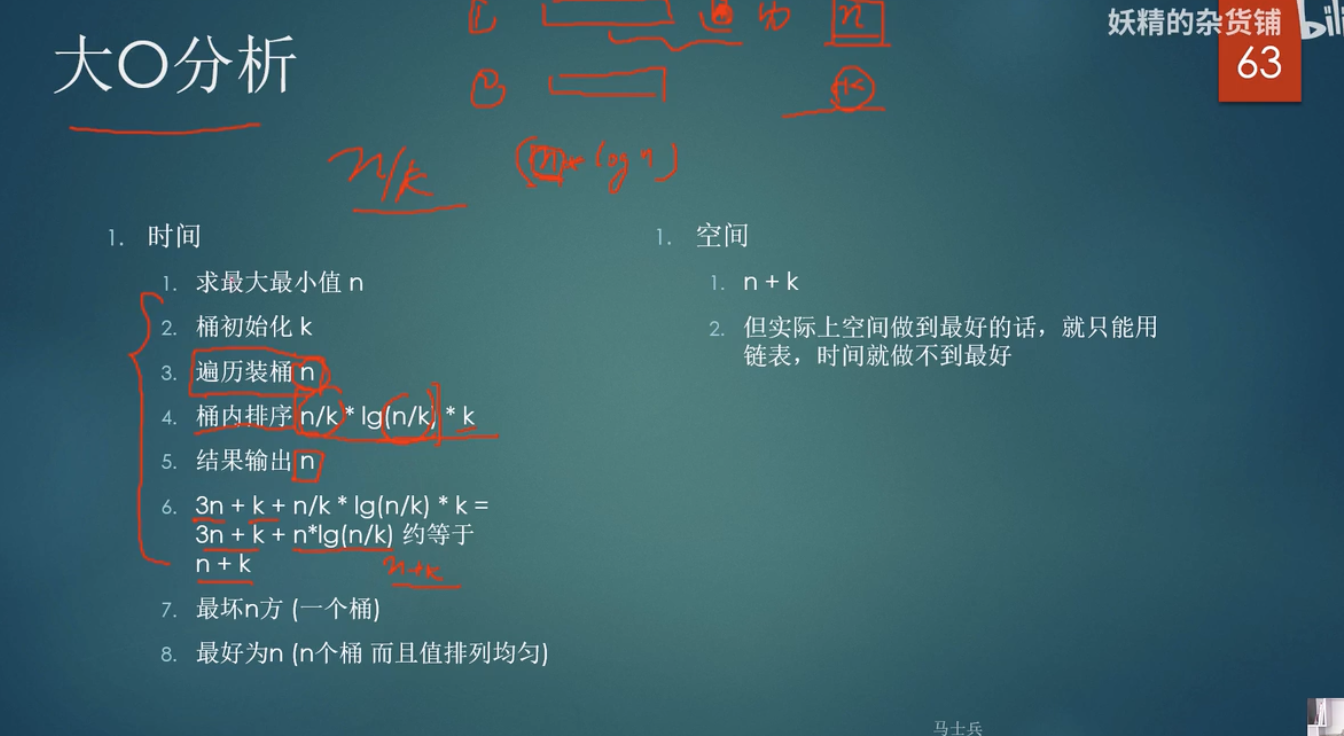 妖精的杂货铺 bili
大O分析
63
n
k
n/k
1. 时间
1. 求最大最小值 n
2. 桶初始化 k
3. 遍历装桶 n
4. 桶内排序 n/k * lg(n/k) * k
5. 结果输出 n
6. 3n + k + n/k * lg(n/k) * k =
3n + k + n*lg(n/k) 约等于
n + k
n+k
7. 最坏n方 (一个桶)
8. 最好为n (n个桶 而且值排列均匀)
1. 空间
1. n + k
2. 但实际上空间做到最好的话，就只能用
链表，时间就做不到最好
马士兵